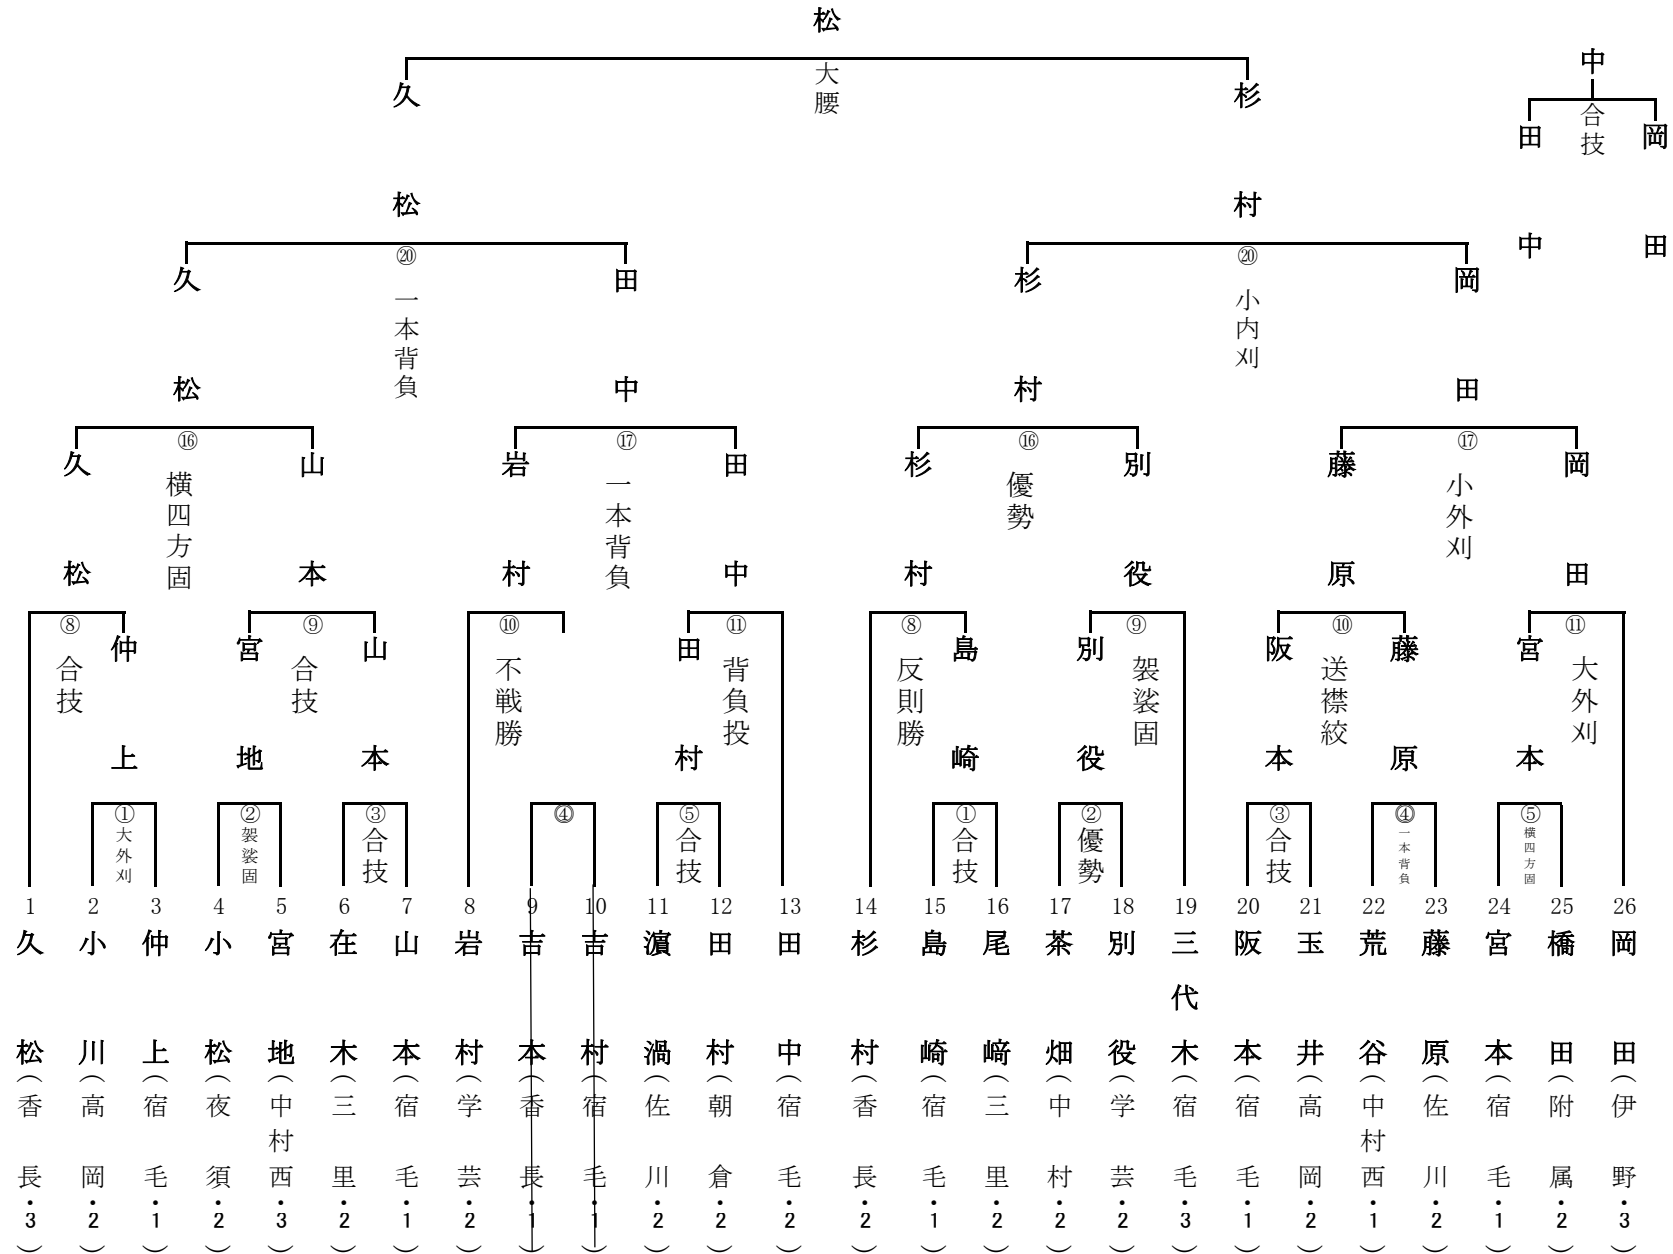 松
大腰
久
杉
中
合技
田
岡
中
田
松
村
⑳
一本背負
⑳
小内刈
久
田
杉
岡
松
中
村
田
⑯
横四方固
⑰
一本背負
⑯
優勢
⑰
小外刈
久
山
岩
田
杉
別
藤
岡
松
本
村
中
村
役
原
田
⑧
合技
⑨
合技
⑩
不戦勝
⑪
背負投
⑧
反則勝
⑨
袈裟固
⑩
送襟絞
⑪
大外刈
仲
宮
山
田
島
別
阪
藤
宮
上
地
本
村
崎
役
本
原
本
①
大外刈
②
袈裟固
③
合技
④
⑤
合技
①
合技
②
優勢
③
合技
④
一本背負
⑤
横四方固
1
久松(香長・3)
2
小川(高岡・2)
3
仲上(宿毛・1)
4
小松(夜須・2)
5
宮地(中村西・3)
6
在木(三里・2)
7
山本(宿毛・1)
8
岩村(学芸・2)
9
吉本(香長・1)
10
吉村(宿毛・1)
11
濵渦(佐川・2)
12
田村(朝倉・2)
13
田中(宿毛・2)
14
杉村(香長・2)
15
島崎(宿毛・1)
16
尾﨑(三里・2)
17
茶畑(中村・2)
18
別役(学芸・2)
19
三代木(宿毛・3)
20
阪本(宿毛・1)
21
玉井(高岡・2)
22
荒谷(中村西・1)
23
藤原(佐川・2)
24
宮本(宿毛・1)
25
橋田(附属・2)
26
岡田(伊野・3)